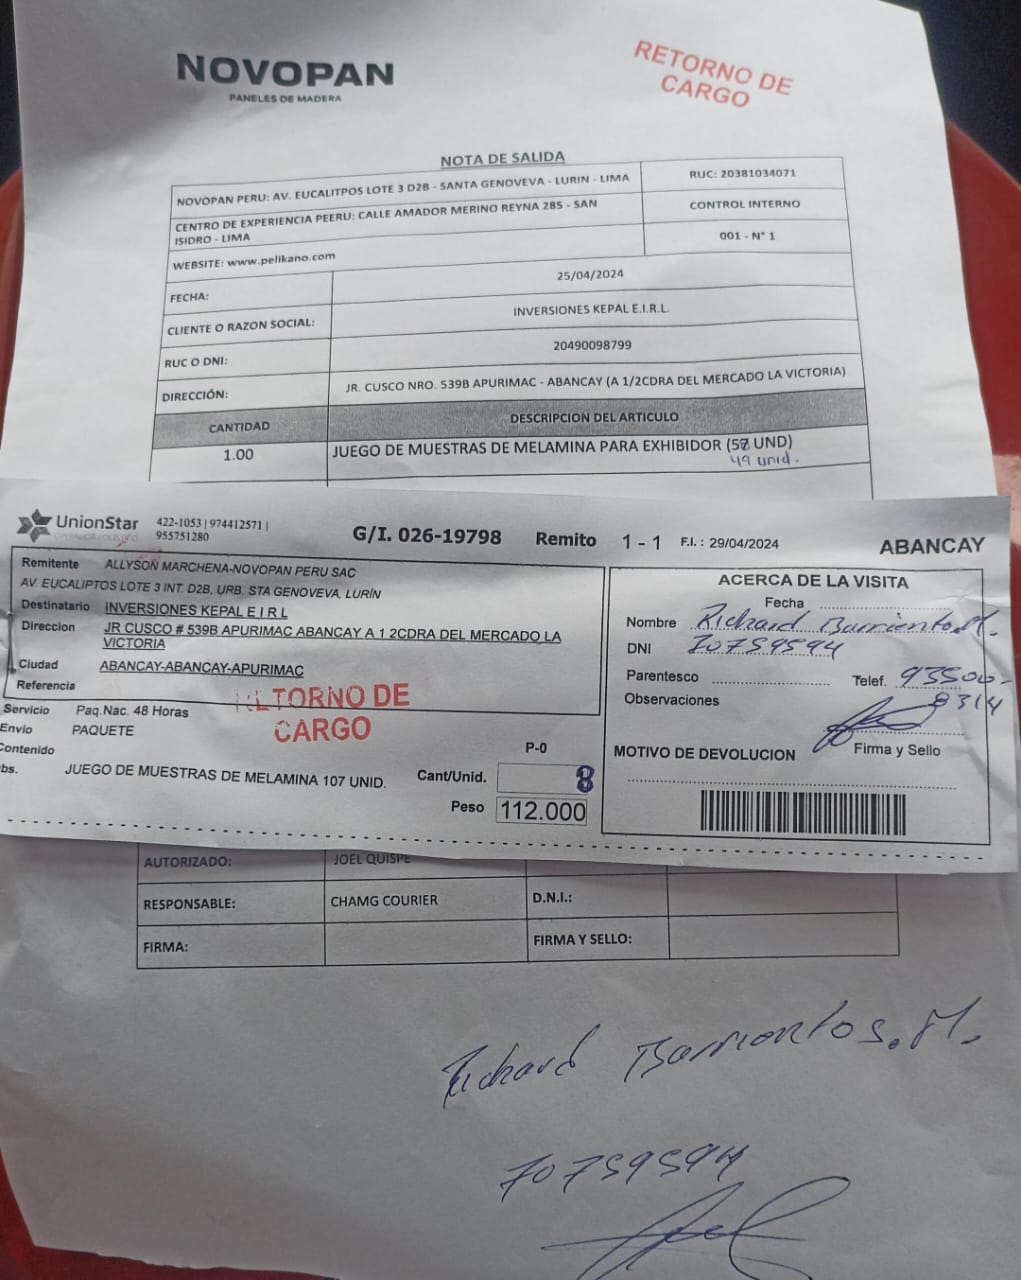 NOVOPAN
PANELES DE MADERA
RETORNO DE
CARGO
NOTA DE SALIDA
NOVOPAN PERU: AV. EUCALITPOS LOTE 3 D2B - SANTA GENOVEVA - LURIN - LIMA
RUC: 20381034071
CENTRO DE EXPERIENCIA PEERU: CALLE AMADOR MERINO REYNA 285 - SAN
ISIDRO - LIMA
CONTROL INTERNO
WEBSITE: www.pelikano.com
001 - N° 1
FECHA: 25/04/2024
CLIENTE O RAZON SOCIAL: INVERSIONES KEPAL E.I.R.L.
RUC O DNI: 20490098799
DIRECCIÓN: JR. CUSCO NRO. 539B APURIMAC - ABANCAY (A 1/2CDRA DEL MERCADO LA VICTORIA)
CANTIDAD DESCRIPCION DEL ARTICULO
1.00 JUEGO DE MUESTRAS DE MELAMINA PARA EXHIBIDOR (57 UND)
49 unid.
UnionStar
422-1053 | 974412571 |
955751280
G/I. 026-19798 Remito 1 - 1 F.I. : 29/04/2024 ABANCAY
Remitente ALLYSON MARCHENA-NOVOPAN PERU SAC
AV. EUCALIPTOS LOTE 3 INT. D2B, URB. STA GENOVEVA, LURÍN
Destinatario INVERSIONES KEPAL E I R L
Direccion JR CUSCO # 539B APURIMAC ABANCAY A 1 2CDRA DEL MERCADO LA
VICTORIA
Ciudad ABANCAY-ABANCAY-APURIMAC
Referencia
RETORNO DE
CARGO
Servicio Paq.Nac. 48 Horas
Envio PAQUETE
Contenido
bs. JUEGO DE MUESTRAS DE MELAMINA 107 UNID.
P-0
Cant/Unid. 8
Peso 112.000
ACERCA DE LA VISITA
Fecha
Nombre Richard Barrientos.M.
DNI 70759594
Parentesco Telef. 93500-
8314
Observaciones
Firma y Sello
MOTIVO DE DEVOLUCION
AUTORIZADO: JOEL QUISPE
RESPONSABLE: CHAMG COURIER D.N.I.:
FIRMA: FIRMA Y SELLO:
Richard Barrientos.M.
70759594